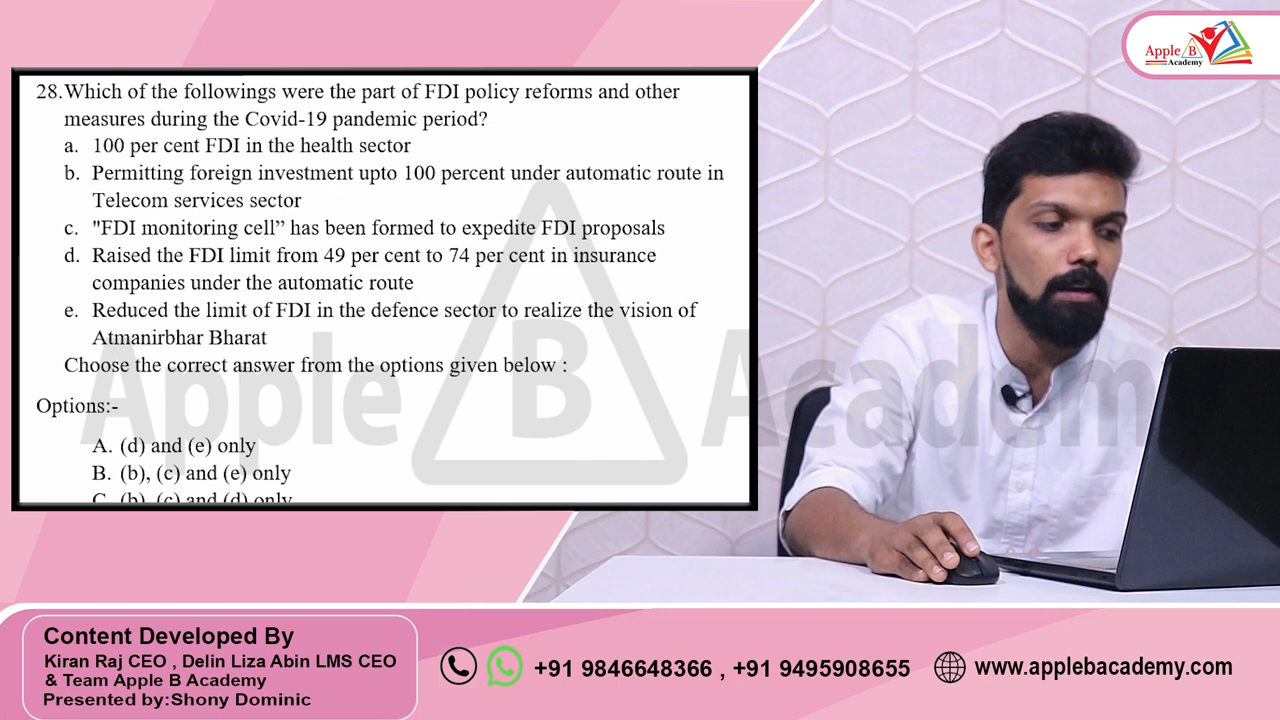 Apple B
Academy
28.Which of the followings were the part of FDI policy reforms and other
measures during the Covid-19 pandemic period?
a. 100 per cent FDI in the health sector
b. Permitting foreign investment upto 100 percent under automatic route in
Telecom services sector
c. "FDI monitoring cell” has been formed to expedite FDI proposals
d. Raised the FDI limit from 49 per cent to 74 per cent in insurance
companies under the automatic route
e. Reduced the limit of FDI in the defence sector to realize the vision of
Atmanirbhar Bharat
Choose the correct answer from the options given below :
Options:-
A. (d) and (e) only
B. (b), (c) and (e) only
C. (b), (c) and (d) only
Apple B Academy
Content Developed By
Kiran Raj CEO , Delin Liza Abin LMS CEO
& Team Apple B Academy
Presented by:Shony Dominic
+91 9846648366 , +91 9495908655
www.applebacademy.com